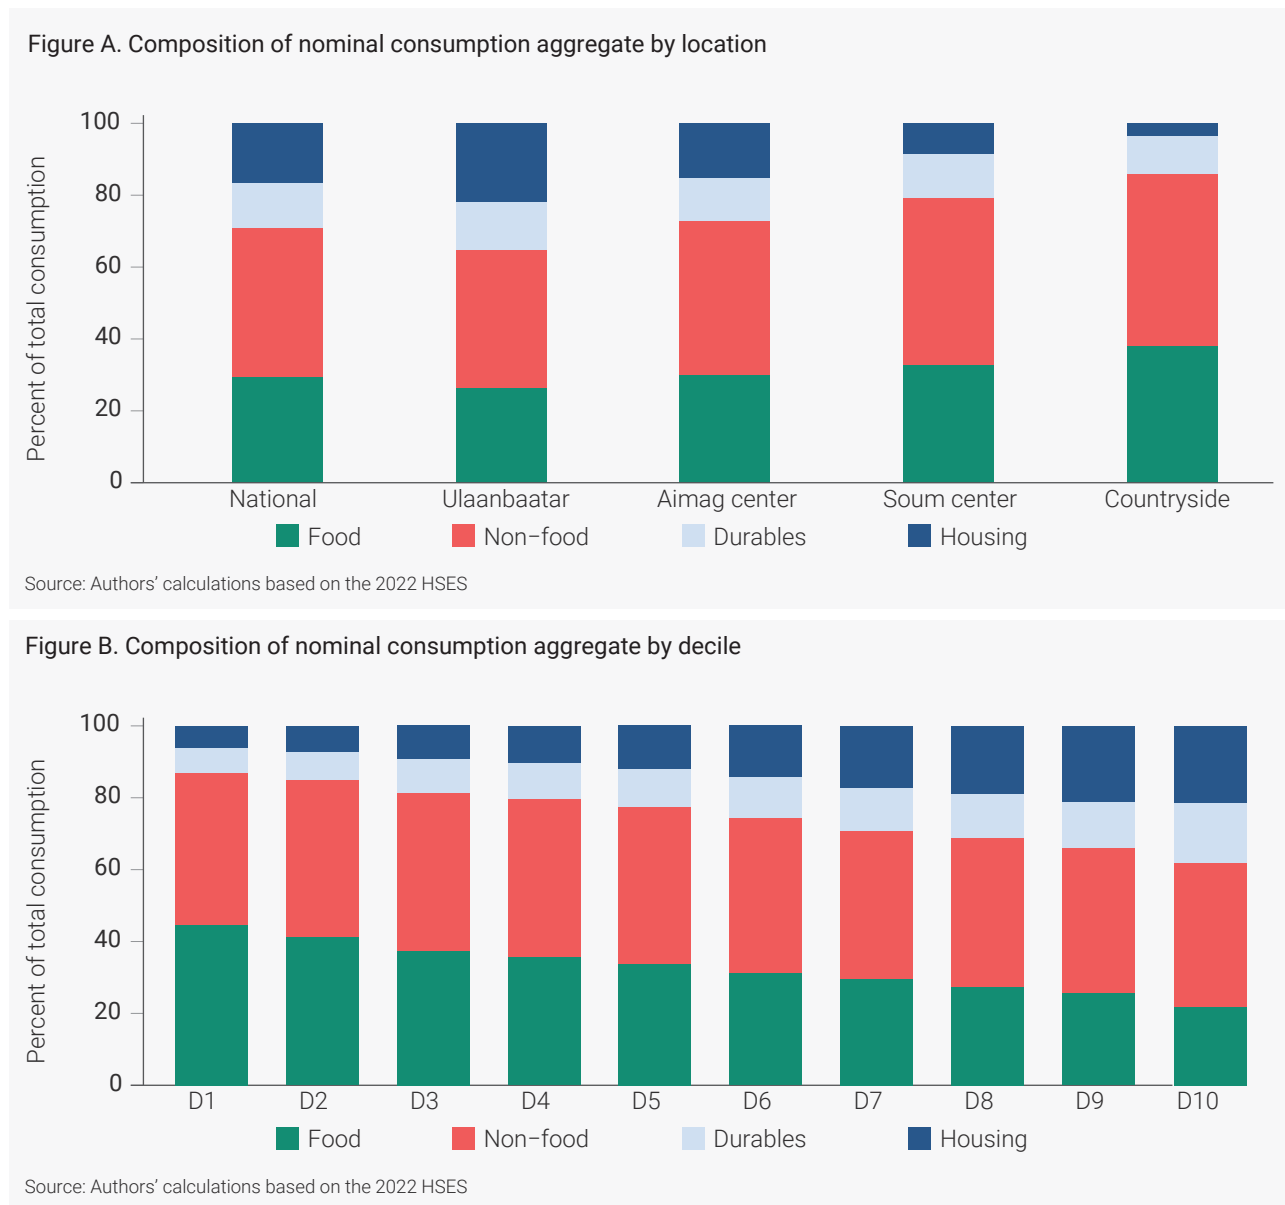 Figure A. Composition of nominal consumption aggregate by location
Percent of total consumption
100
80
60
40
20
0
National Ulaanbaatar Aimag center Soum center Countryside
Food Non–food Durables Housing
Source: Authors’ calculations based on the 2022 HSES
Figure B. Composition of nominal consumption aggregate by decile
Percent of total consumption
100
80
60
40
20
0
D1 D2 D3 D4 D5 D6 D7 D8 D9 D10
Food Non–food Durables Housing
Source: Authors’ calculations based on the 2022 HSES